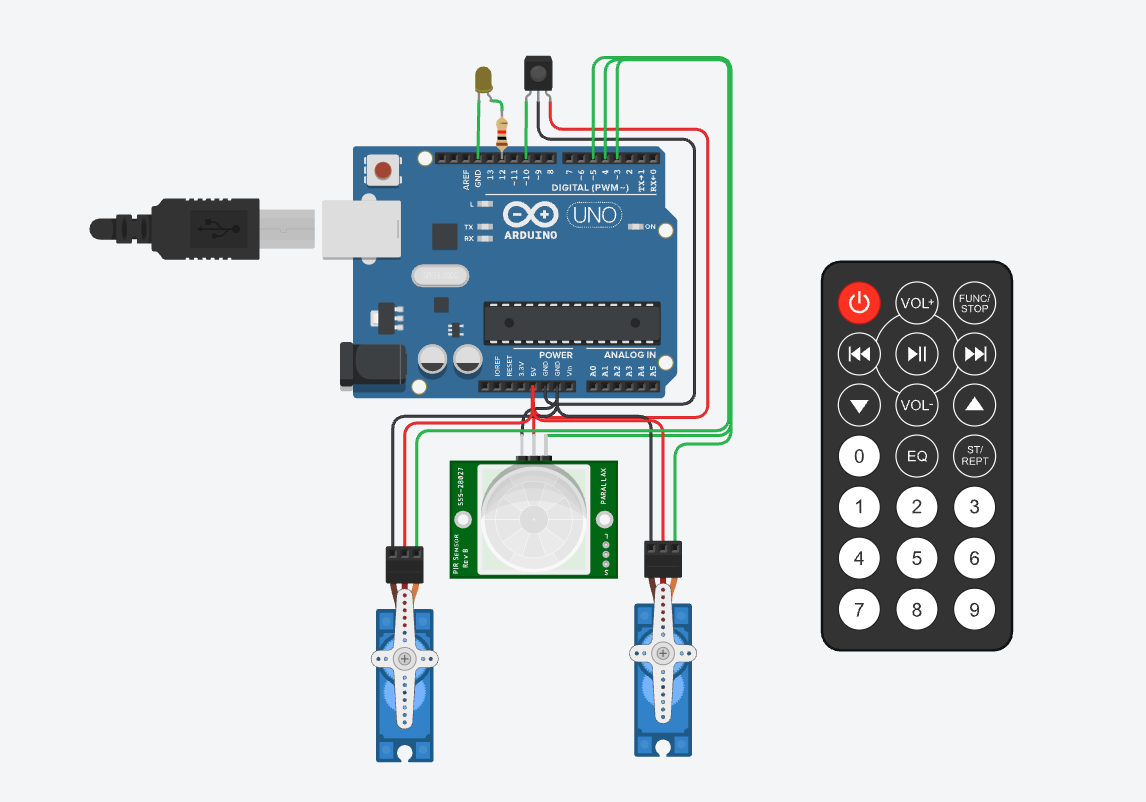 AREF
GND
13
12
~11
~10
~9
8
7
~6
~5
4
~3
2
TX→1
RX←0
DIGITAL (PWM~)
L
TX
RX
ARDUINO
UNO
ON
IOREF
RESET
3.3V
5V
GND
GND
Vin
POWER
ANALOG IN
A0
A1
A2
A3
A4
A5
555-28027
PIR SENSOR
REV B
PARALLAX
L
S
VOL+
FUNC/
STOP
VOL-
0
EQ
ST/
REPT
1
2
3
4
5
6
7
8
9